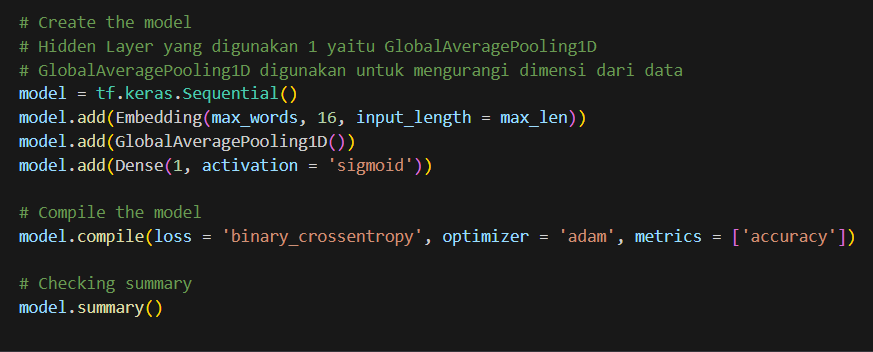 # Create the model
# Hidden Layer yang digunakan 1 yaitu GlobalAveragePooling1D
# GlobalAveragePooling1D digunakan untuk mengurangi dimensi dari data
model = tf.keras.Sequential()
model.add(Embedding(max_words, 16, input_length = max_len))
model.add(GlobalAveragePooling1D())
model.add(Dense(1, activation = 'sigmoid'))
# Compile the model
model.compile(loss = 'binary_crossentropy', optimizer = 'adam', metrics = ['accuracy'])
# Checking summary
model.summary()